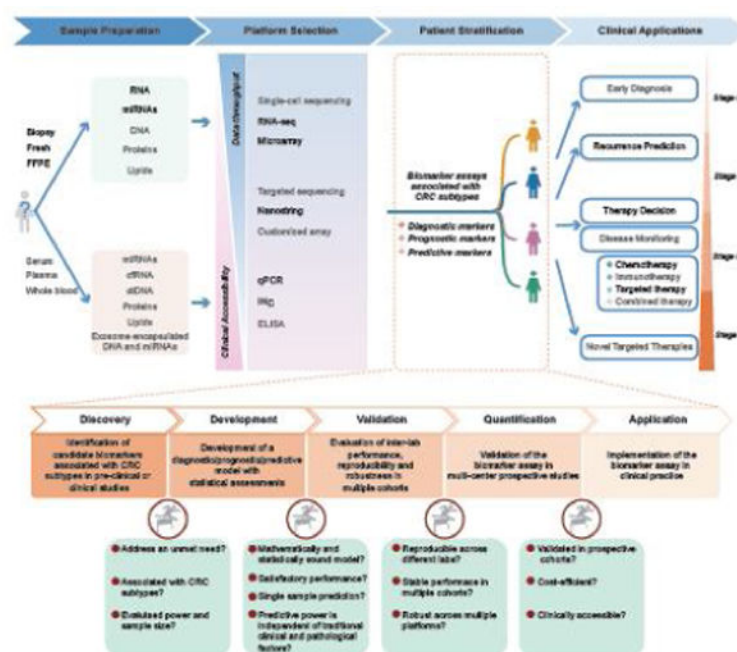 Sample Preparation
Platform Selection
Patient Stratification
Clinical Applications
Biopsy
Fresh
FFPE
RNA
miRNAs
DNA
Proteins
Lipids
Serum
Plasma
Whole blood
miRNAs
cfRNA
ctDNA
Proteins
Lipids
Exosome-encapsulated
DNA and miRNAs
Data throughput
Clinical Accessibility
Single-cell sequencing
RNA-seq
Microarray
Targeted sequencing
Nanostring
Customized array
qPCR
IHC
ELISA
Biomarker assays
associated with
CRC subtypes
Diagnostic markers
Prognostic markers
Predictive markers
Early Diagnosis
Recurrence Prediction
Therapy Decision
Disease Monitoring
Chemotherapy
Immunotherapy
Targeted therapy
Combined therapy
Novel Targeted Therapies
Stage
Stage
Stage
Stage
Discovery
Development
Validation
Quantification
Application
Identification of
candidate biomarkers
associated with CRC
subtypes in pre-clinical or
clinical studies
Development of a
diagnostic/prognostic/predictive
model with
statistical assessments
Evaluation of inter-lab
performance,
reproducibility and
robustness in
multiple cohorts
Validation of the
biomarker assay in
multi-center prospective studies
Implementation of the
biomarker assay in
clinical practice
Address an unmet need?
Associated with CRC
subtypes?
Evaluated power and
sample size?
Mathematically and
statistically sound model?
Satisfactory performance?
Single sample prediction?
Predictive power is
independent of traditional
clinical and pathological
factors?
Reproducible across
different labs?
Stable performance in
multiple cohorts?
Robust across multiple
platforms?
Validated in prospective
cohorts?
Cost-efficient?
Clinically accessible?